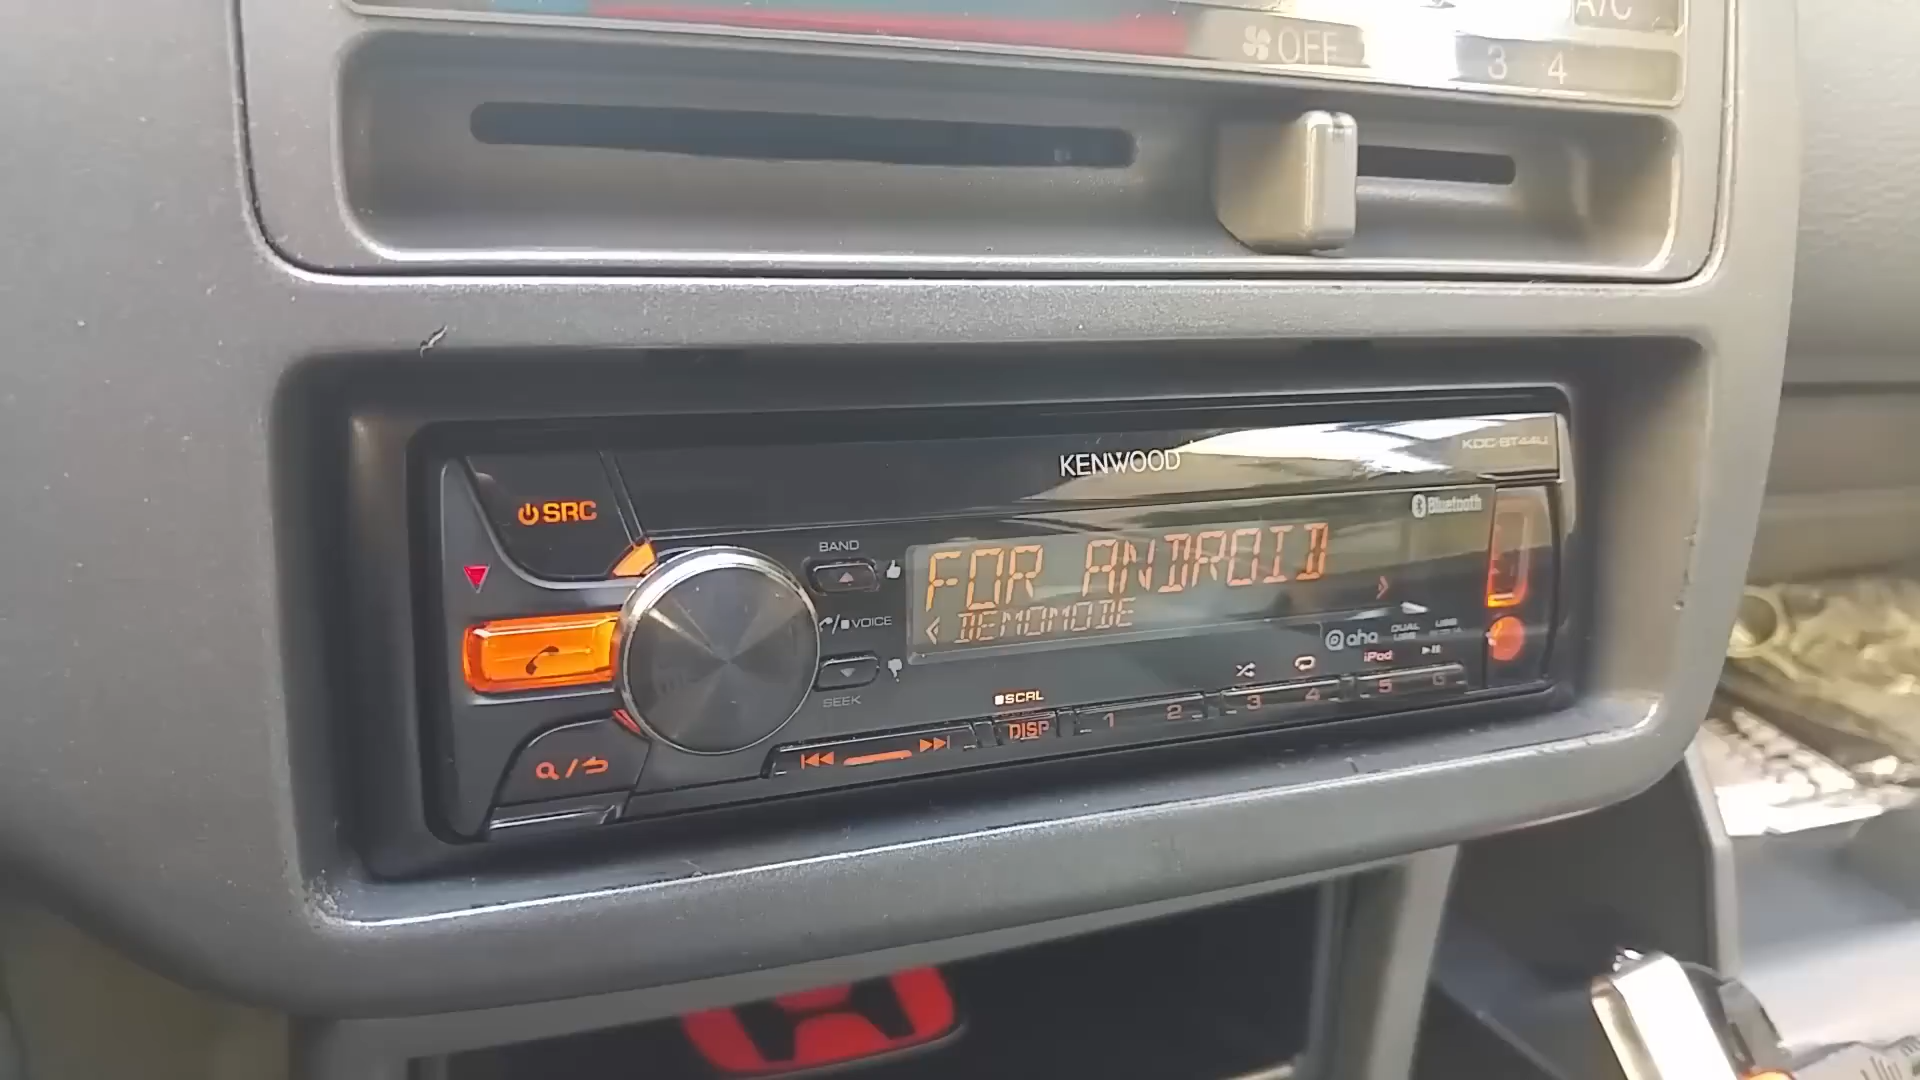 A/C
OFF 3 4
KENWOOD
KDC-BT44U
SRC
Bluetooth
BAND
FOR ANDROID
DEMOMODE
VOICE
aha
DUAL
USB
USB
iPod
SEEK
SCRL
DISP 1 2 3 4 5 6